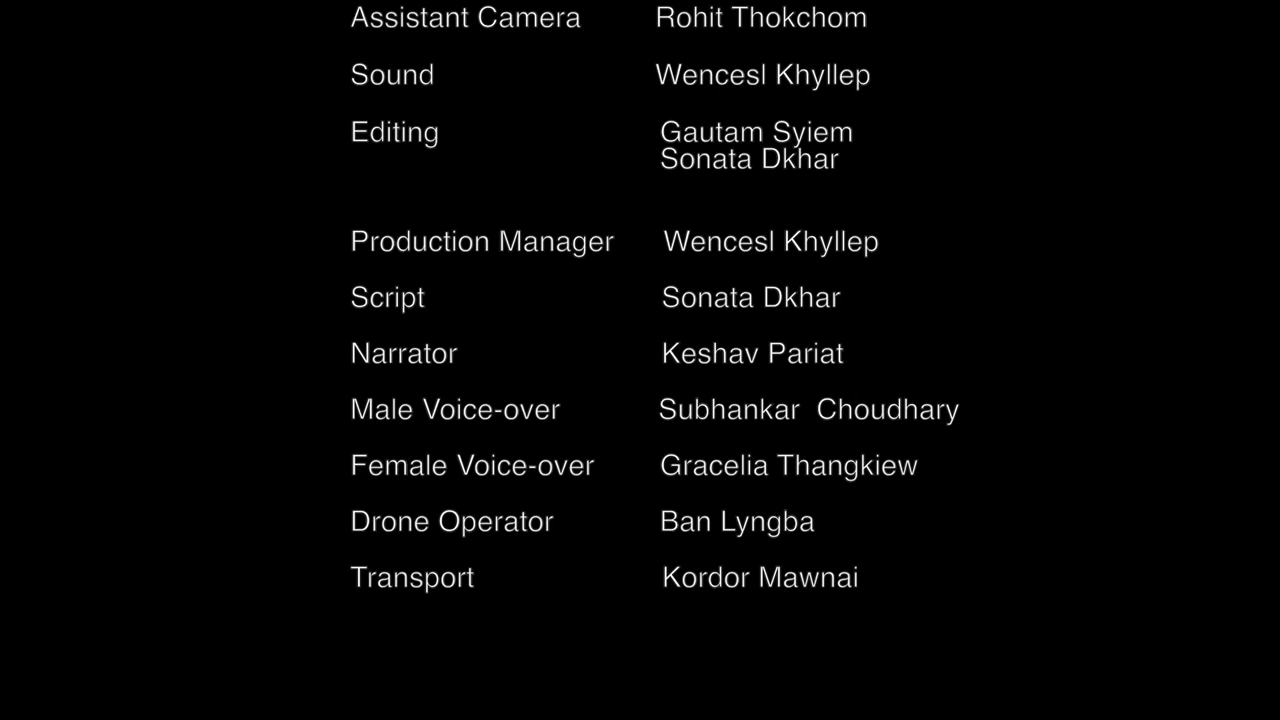 Assistant Camera Rohit Thokchom
Sound Wencesl Khyllep
Editing Gautam Syiem
Sonata Dkhar
Production Manager Wencesl Khyllep
Script Sonata Dkhar
Narrator Keshav Pariat
Male Voice-over Subhankar  Choudhary
Female Voice-over Gracelia Thangkiew
Drone Operator Ban Lyngba
Transport Kordor Mawnai